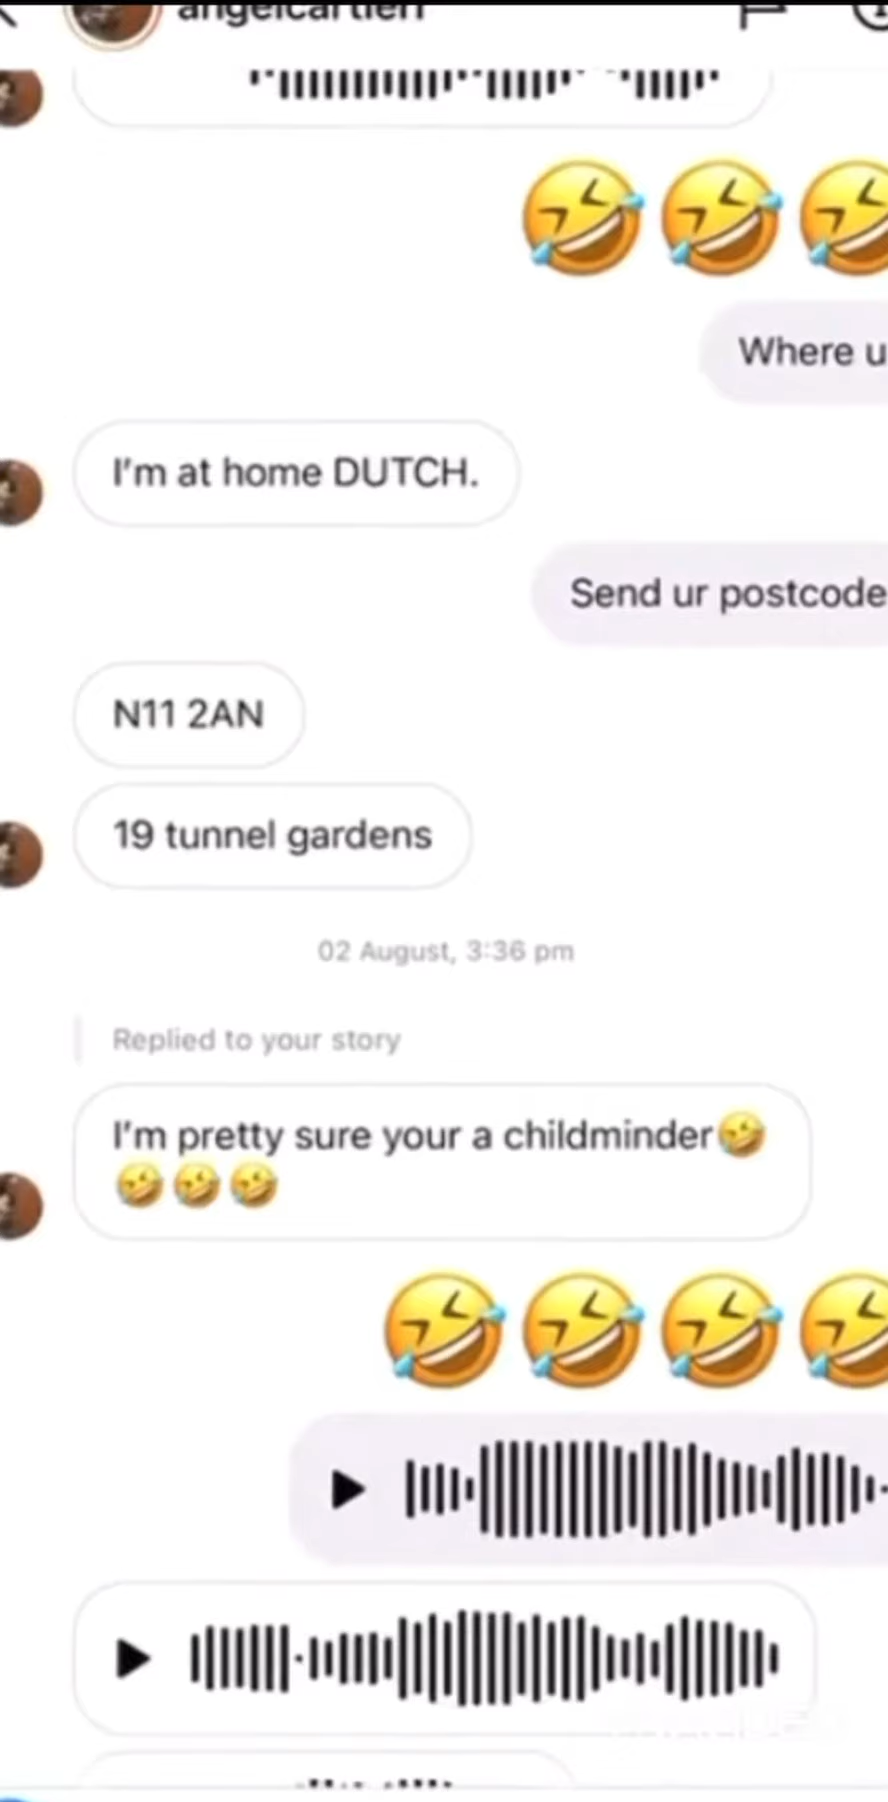 angelcartierr
🤣🤣🤣
Where u
I'm at home DUTCH.
Send ur postcode
N11 2AN
19 tunnel gardens
02 August, 3:36 pm
Replied to your story
I'm pretty sure your a childminder🤣
🤣🤣🤣
🤣🤣🤣🤣